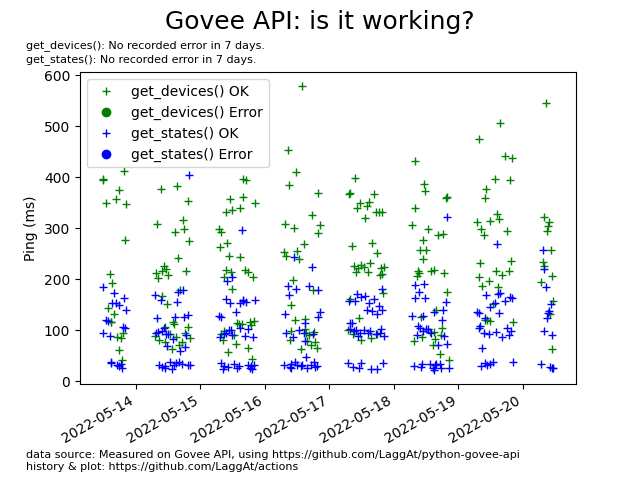 Govee API: is it working?
get_devices(): No recorded error in 7 days.
get_states(): No recorded error in 7 days.
600
500
400
300
200
100
0
Ping (ms)
get_devices() OK
get_devices() Error
get_states() OK
get_states() Error
2022-05-14
2022-05-15
2022-05-16
2022-05-17
2022-05-18
2022-05-19
2022-05-20
data source: Measured on Govee API, using https://github.com/LaggAt/python-govee-api
history & plot: https://github.com/LaggAt/actions